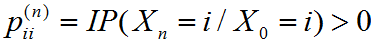 p_{ii}^{(n)} = IP(X_n = i / X_0 = i) > 0